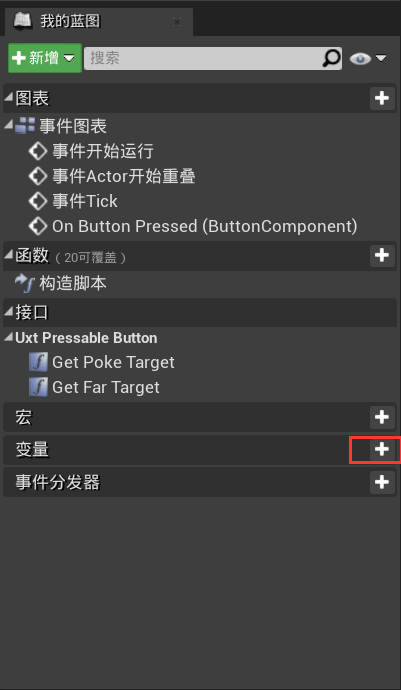 我的蓝图
新增 搜索
图表
事件图表
事件开始运行
事件Actor开始重叠
事件Tick
On Button Pressed (ButtonComponent)
函数 （20可覆盖）
构造脚本
接口
Uxt Pressable Button
Get Poke Target
Get Far Target
宏
变量
事件分发器